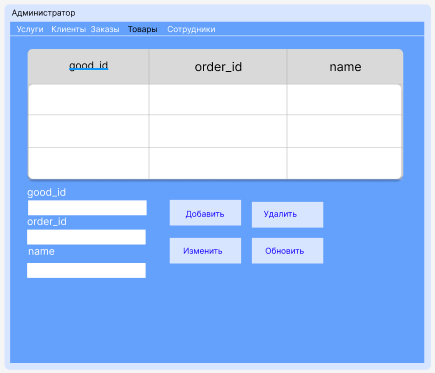 Администратор
Услуги Клиенты Заказы Товары Сотрудники
good_id order_id name
good_id
order_id
name
Добавить Удалить
Изменить Обновить